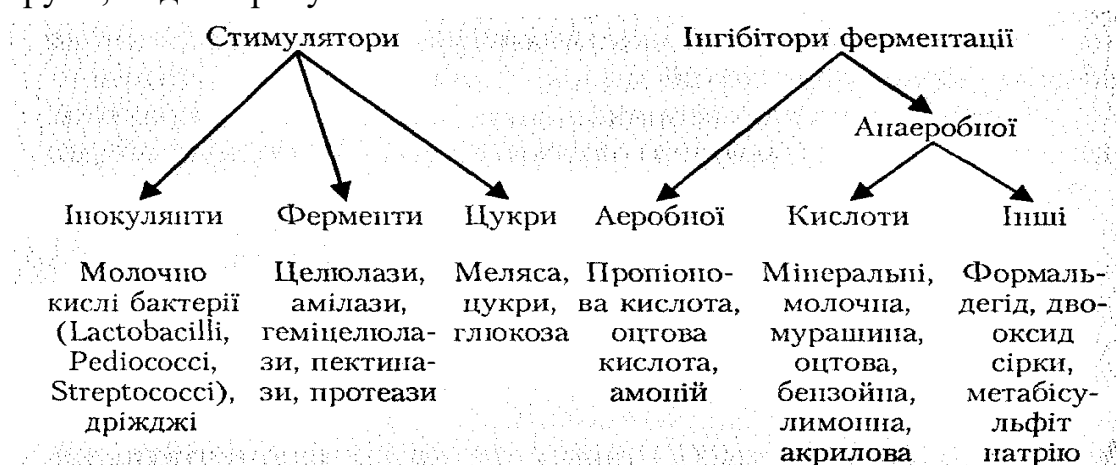 Стимулятори
Інгібітори ферментації
Анаеробної
Інокулянти
Ферменти
Цукри
Аеробної
Кислоти
Інші
Молочно
кислі бактерії
(Lactobacilli,
Pediococci,
Streptococci),
дріжджі
Целюлази,
амілази,
геміцелюла-
зи, пектина-
зи, протеази
Меляса,
цукри,
глюкоза
Пропіоно-
ва кислота,
оцтова
кислота,
амоній
Мінеральні,
молочна,
мурашина,
оцтова,
бензойна,
лимонна,
акрилова
Формаль-
дегід, дво-
оксид
сірки,
метабісу-
льфіт
натрію